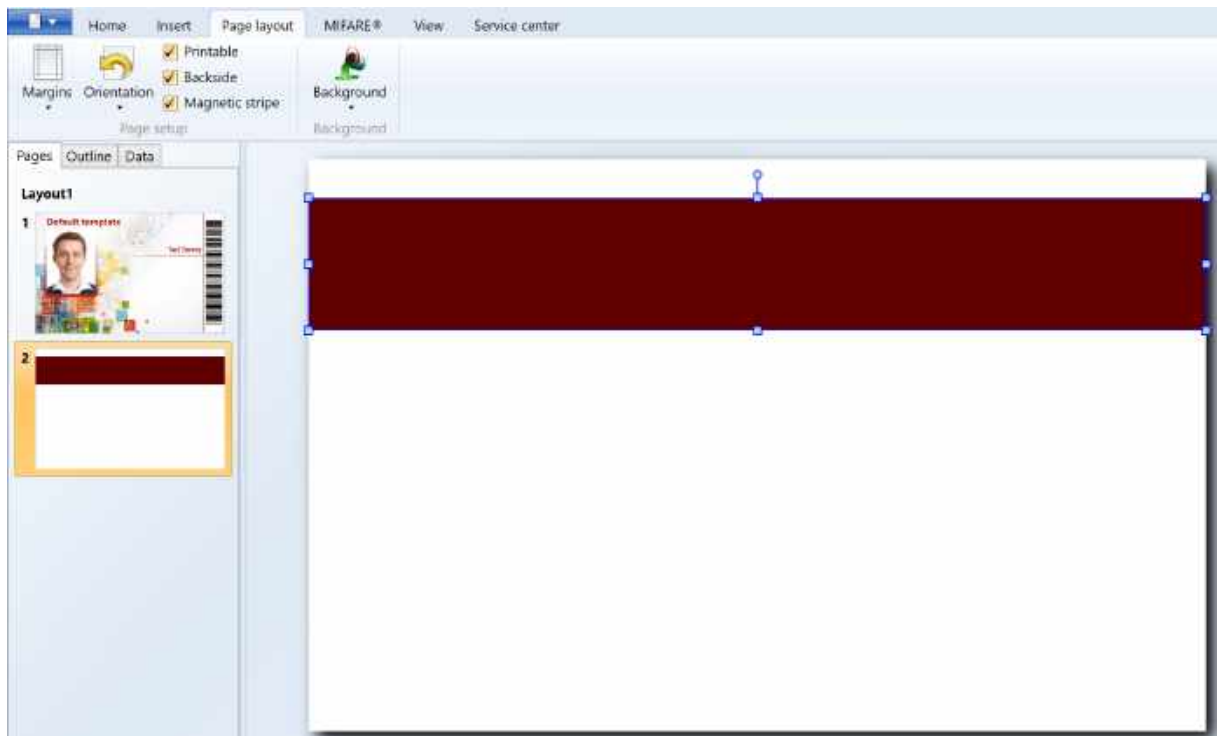 Home Insert Page layout MIFARE® View Service center
Printable
Backside
Magnetic stripe
Margins Orientation Background
Page setup Background
Pages Outline Data
Layout1
1 Default template
2